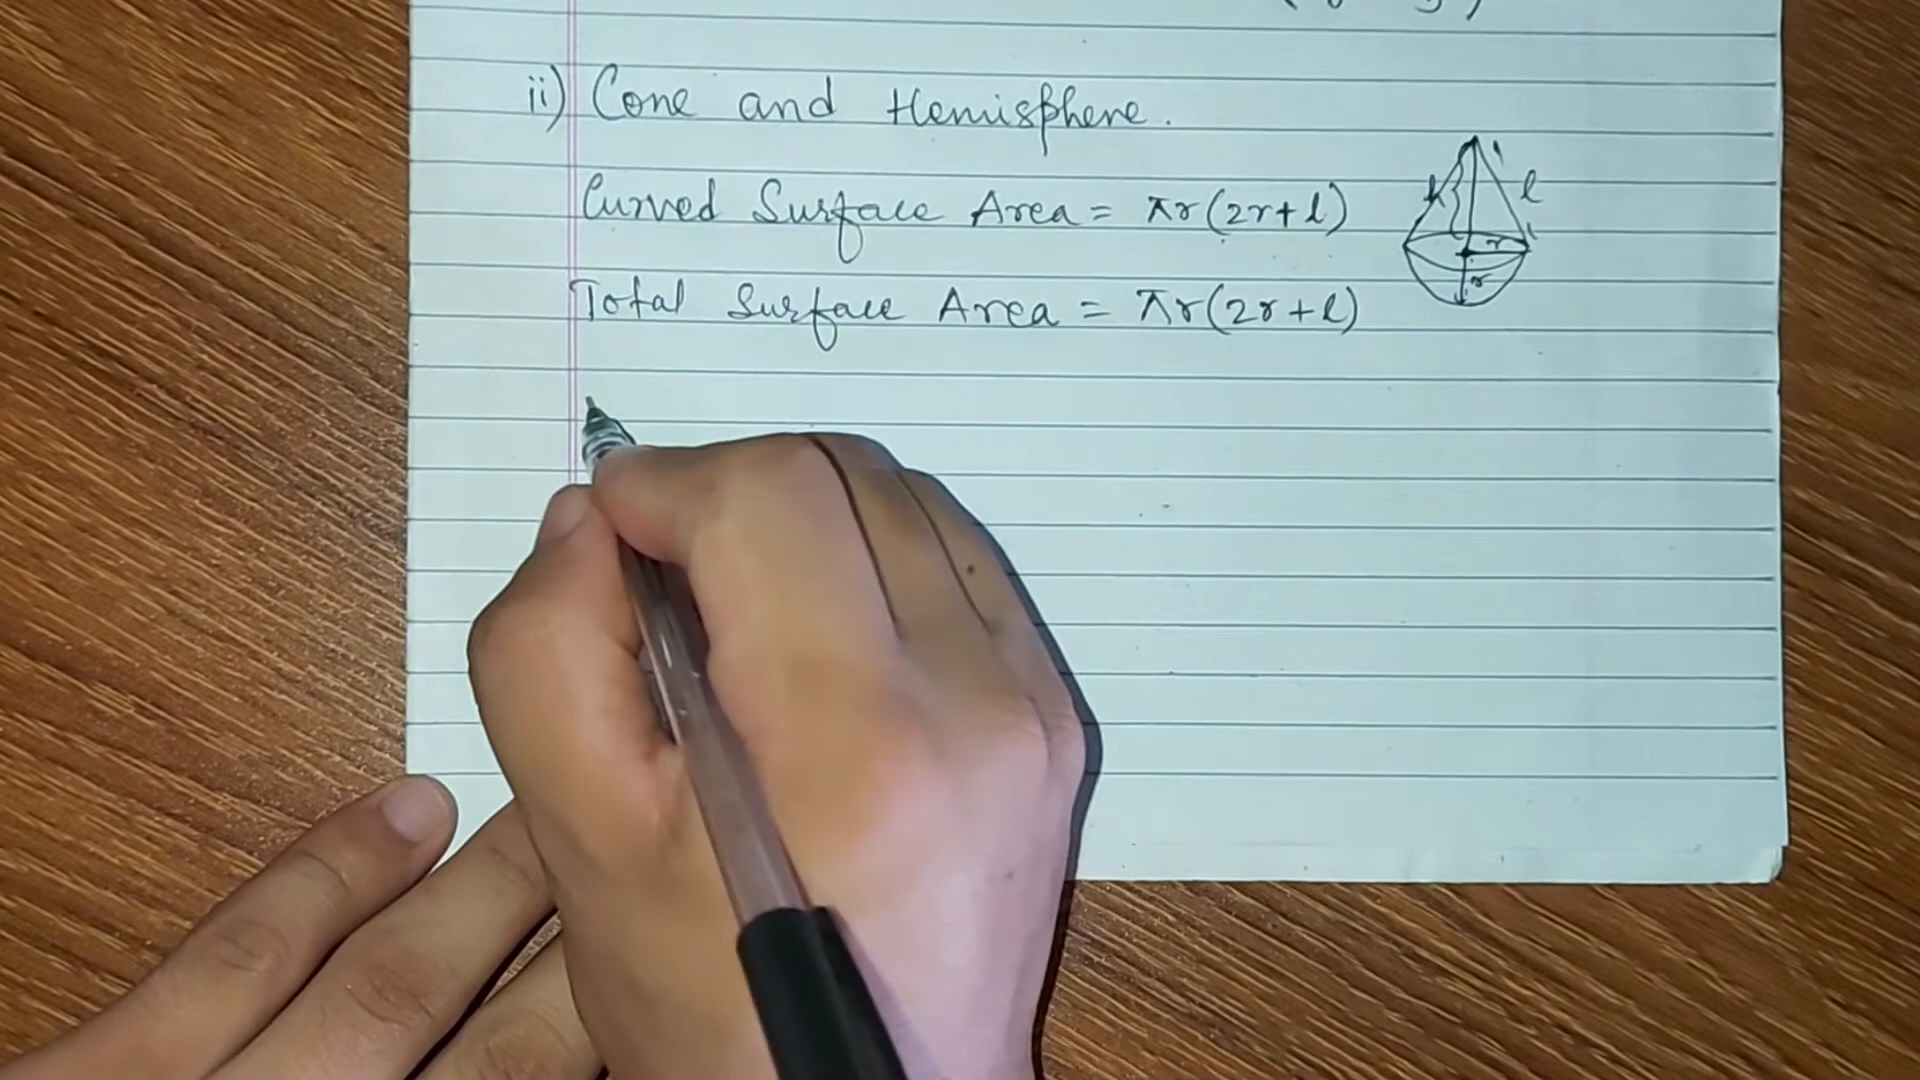 ii) Cone and Hemisphere.
Curved Surface Area = πr(2r+l)
Total Surface Area = πr(2r+l)
h
l
r
r